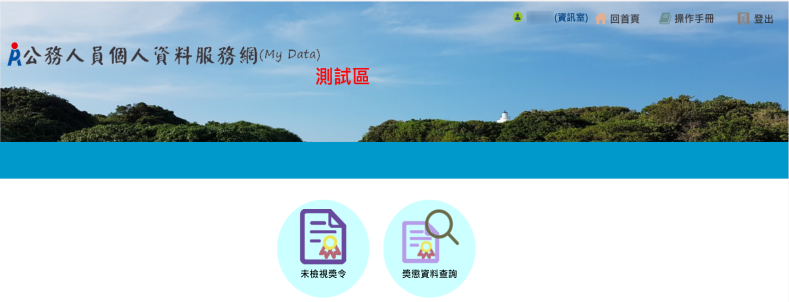 (資訊室) 回首頁 操作手冊 登出
公務人員個人資料服務網(My Data)
測試區
未檢視獎令 獎懲資料查詢